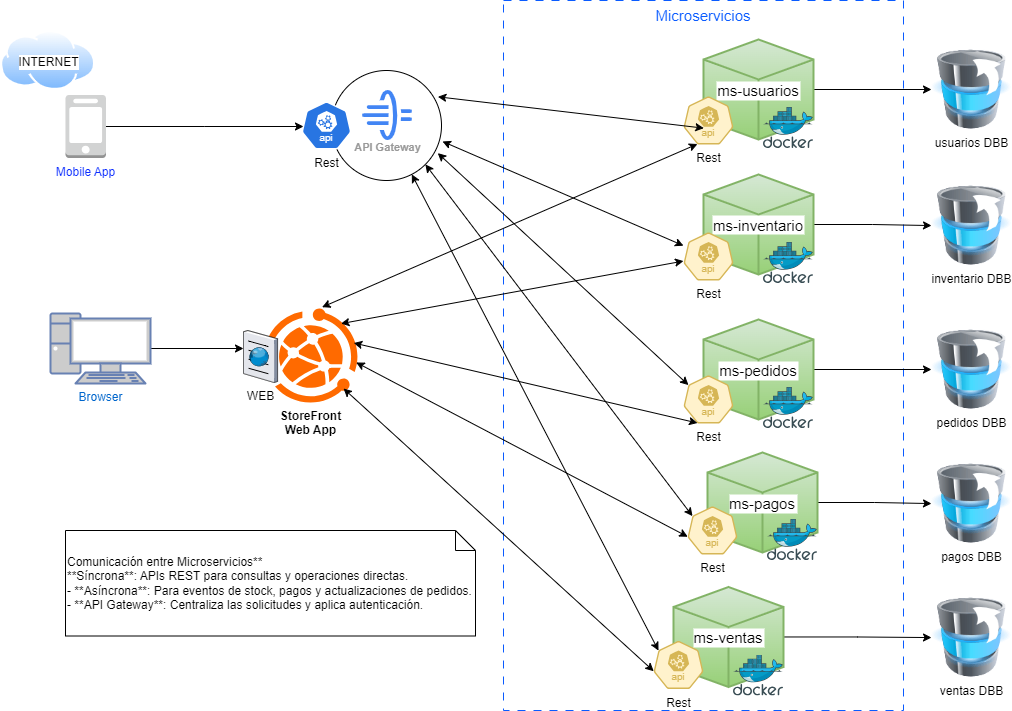 Microservicios
INTERNET
Mobile App
api
Rest
API Gateway
ms-usuarios
api
docker
Rest
usuarios DBB
ms-inventario
api
docker
Rest
inventario DBB
Browser
WEB
StoreFront
Web App
ms-pedidos
api
docker
Rest
pedidos DBB
ms-pagos
api
docker
Rest
pagos DBB
Comunicación entre Microservicios**
**Síncrona**: APIs REST para consultas y operaciones directas.
- **Asíncrona**: Para eventos de stock, pagos y actualizaciones de pedidos.
- **API Gateway**: Centraliza las solicitudes y aplica autenticación.
ms-ventas
api
docker
Rest
ventas DBB